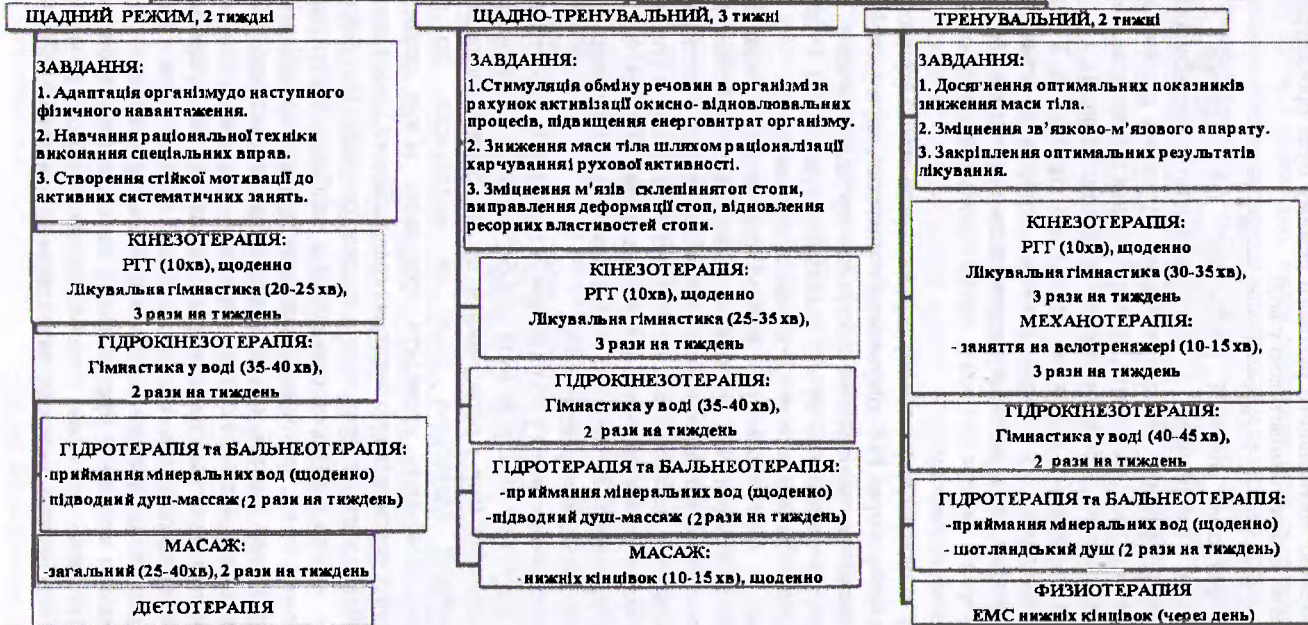 ЩАДНИЙ РЕЖИМ, 2 тиждні
ЗАВДАННЯ:
1. Адаптація організмудо наступного
фізичного навантаження.
2. Навчання раціональної техніки
виконання спеціальних вправ.
3. Створення стійкої мотивації до
активних систематичних занять.
КІНЕЗОТЕРАПІЯ:
РГГ (10хв), щоденно
Лікувальна гімнастика (20-25 хв),
3 рази на тиждень
ГІДРОКІНЕЗОТЕРАПІЯ:
Гімнастика у воді (35-40 хв),
2 рази на тиждень
ГІДРОТЕРАПІЯ та БАЛЬНЕОТЕРАПІЯ:
-приймання мінеральних вод (щоденно)
- підводний душ-массаж (2 рази на тиждень)
МАСАЖ:
-загальний (25-40хв), 2 рази на тиждень
ДІЄТОТЕРАПІЯ
ЩАДНО-ТРЕНУВАЛЬНИЙ, 3 тижні
ЗАВДАННЯ:
1.Стимуляція обміну речовин в організмі за
рахунок активізації окисно- відновлювальних
процесів, підвищення енерговитрат організму.
2. Зниження маси тіла шляхом раціоналізації
харчування і рухової активності.
3. Зміцнення м'язів склепіннятоп стопи,
виправлення деформації стоп, відновлення
ресорних властивостей стопи.
КІНЕЗОТЕРАПІЯ:
РГГ (10хв), щоденно
Лікувальна гімнастика (25-35 хв),
3 рази на тиждень
ГІДРОКІНЕЗОТЕРАПІЯ:
Гімнастика у воді (35-40 хв),
2 рази на тиждень
ГІДРОТЕРАПІЯ та БАЛЬНЕОТЕРАПІЯ:
-приймання мінеральних вод (щоденно)
-підводний душ-массаж (2 рази на тиждень)
МАСАЖ:
- нижніх кінцівок (10-15 хв), щоденно
ТРЕНУВАЛЬНИЙ, 2 тижні
ЗАВДАННЯ:
1. Досягнення оптимальних показників
зниження маси тіла.
2. Зміцнення зв'язково-м'язового апарату.
3. Закріплення оптимальних результатів
лікування.
КІНЕЗОТЕРАПІЯ:
РГГ (10хв), щоденно
Лікувальна гімнастика (30-35 хв),
3 рази на тиждень
МЕХАНОТЕРАПІЯ:
- заняття на велотренажері (10-15 хв),
3 рази на тиждень
ГІДРОКІНЕЗОТЕРАПІЯ:
Гімнастика у воді (40-45 хв),
2 рази на тиждень
ГІДРОТЕРАПІЯ та БАЛЬНЕОТЕРАПІЯ:
-приймання мінеральних вод (щоденно)
- шотландський душ (2 рази на тиждень)
ФИЗИОТЕРАПИЯ
ЕМС нижніх кінцівок (через день)